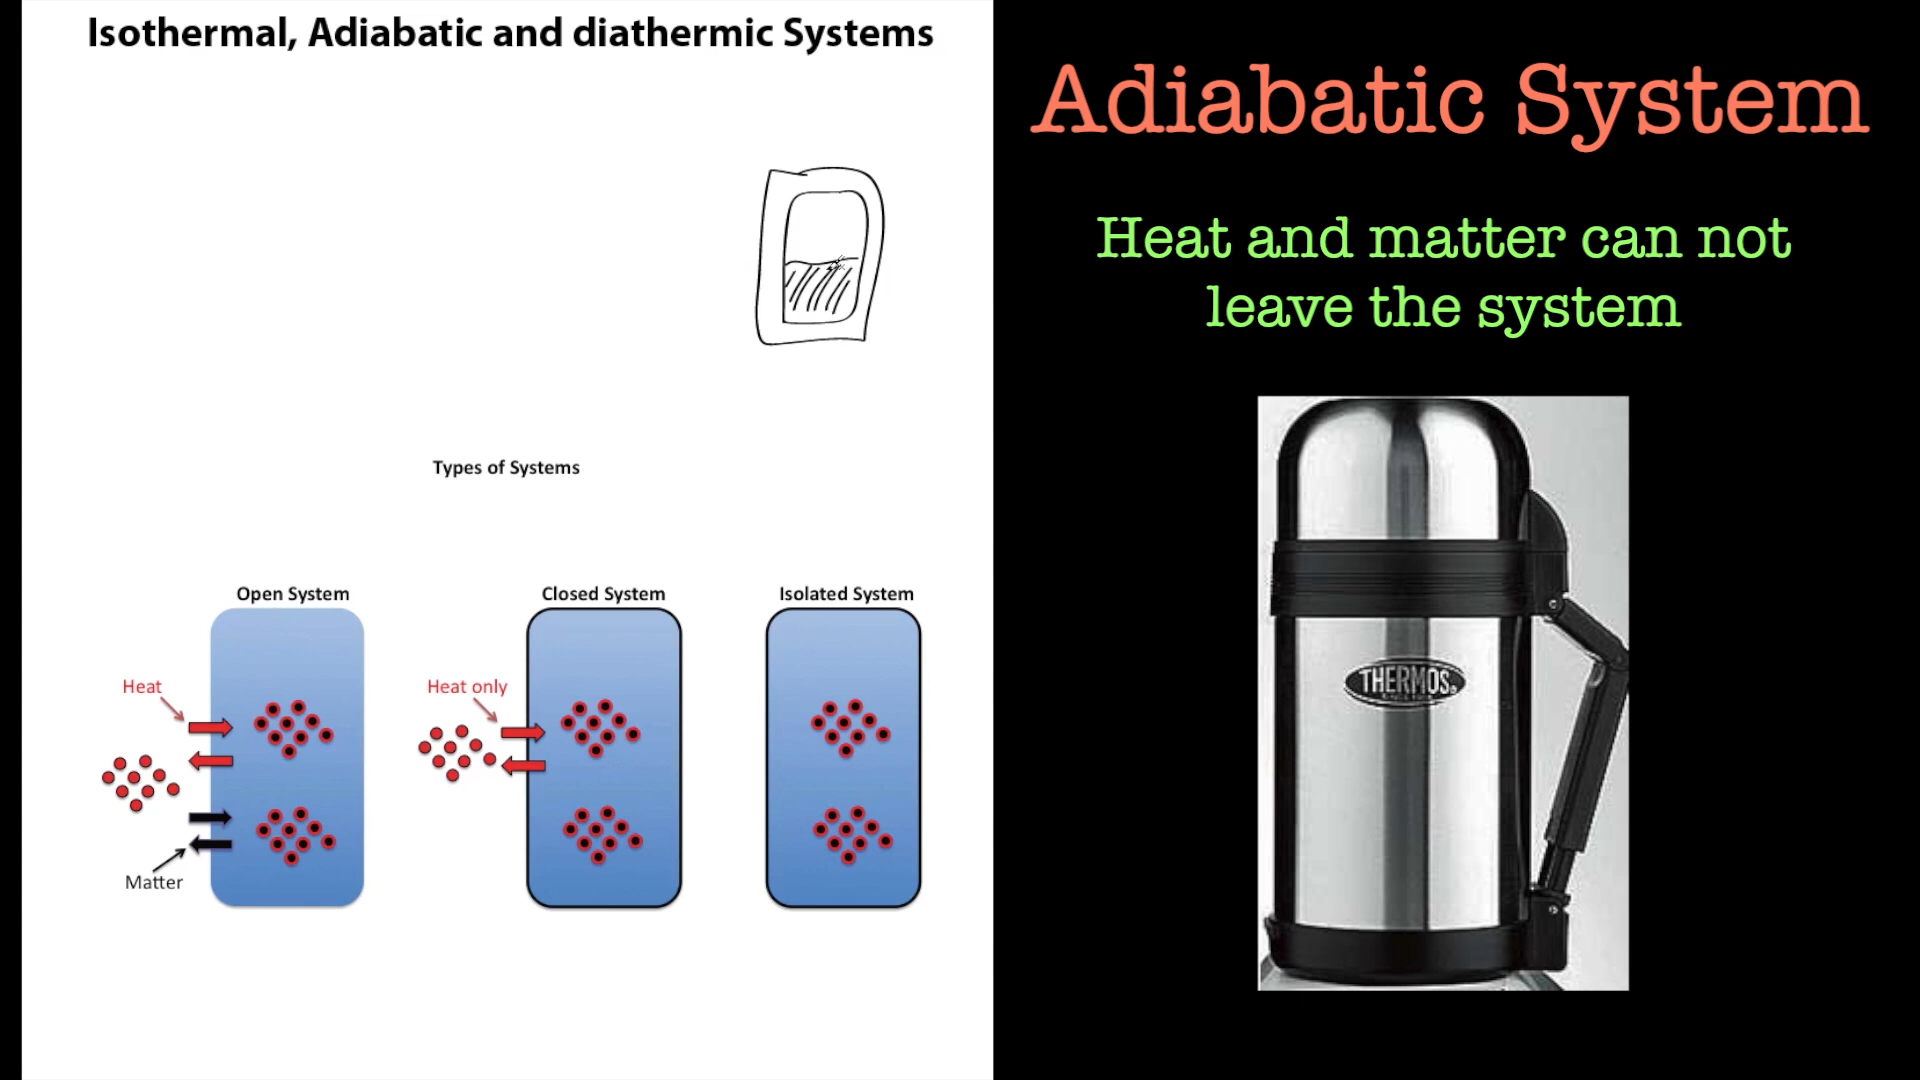 Isothermal, Adiabatic and diathermic Systems
Types of Systems
Open System
Closed System
Isolated System
Heat
Heat only
Matter
Adiabatic System
Heat and matter can not
leave the system
THERMOS